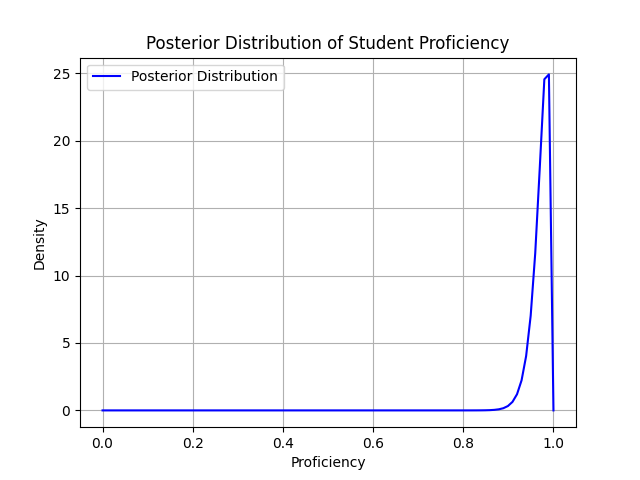 Posterior Distribution of Student Proficiency
Posterior Distribution
25
20
15
10
5
0
Density
0.0 0.2 0.4 0.6 0.8 1.0
Proficiency